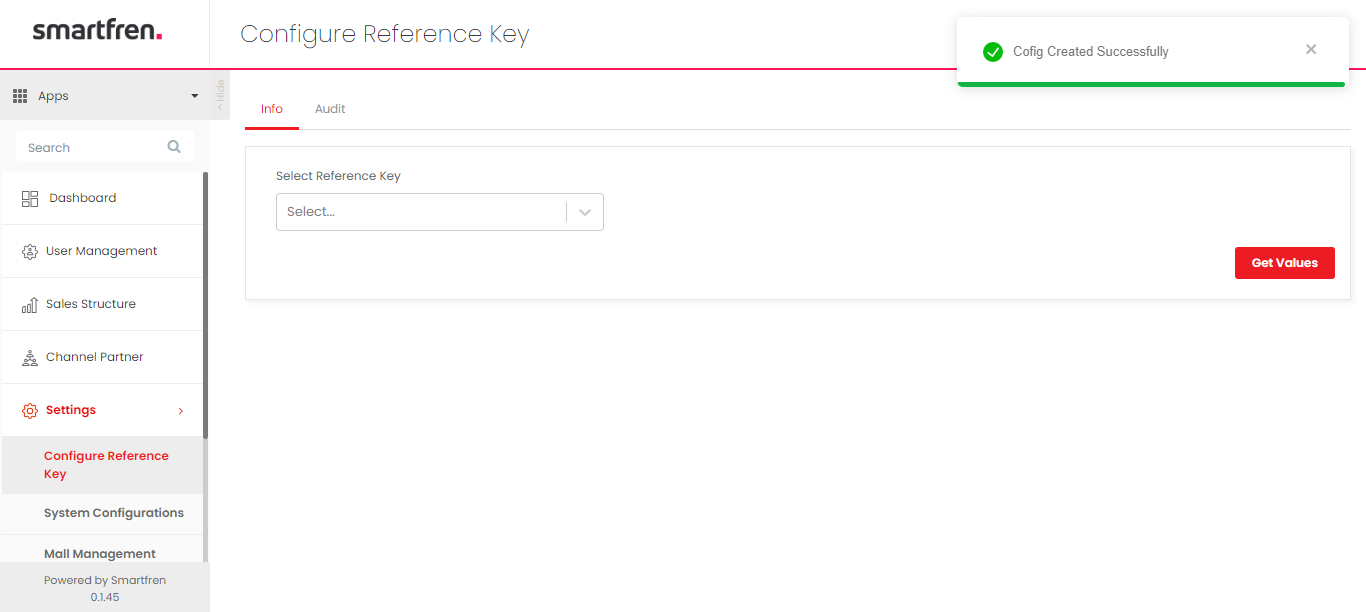 smartfren.
Configure Reference Key
Cofig Created Successfully
Apps
< Hide
Info
Audit
Search
Select Reference Key
Select...
Get Values
Dashboard
User Management
Sales Structure
Channel Partner
Settings
Configure Reference
Key
System Configurations
Mall Management
Powered by Smartfren
0.1.45